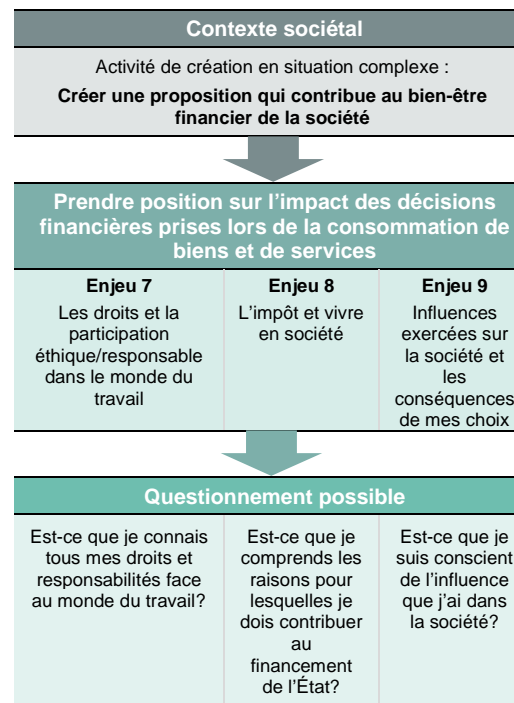 Contexte sociétal
Activité de création en situation complexe :
Créer une proposition qui contribue au bien-être
financier de la société
Prendre position sur l'impact des décisions
financières prises lors de la consommation de
biens et de services
Enjeu 7
Les droits et la
participation
éthique/responsable
dans le monde du
travail
Enjeu 8
L'impôt et vivre
en société
Enjeu 9
Influences
exercées sur
la société et
les
conséquences
de mes choix
Questionnement possible
Est-ce que je connais
tous mes droits et
responsabilités face
au monde du travail?
Est-ce que je
comprends les
raisons pour
lesquelles je
dois contribuer
au
financement
de l'État?
Est-ce que je
suis conscient
de l'influence
que j'ai dans
la société?